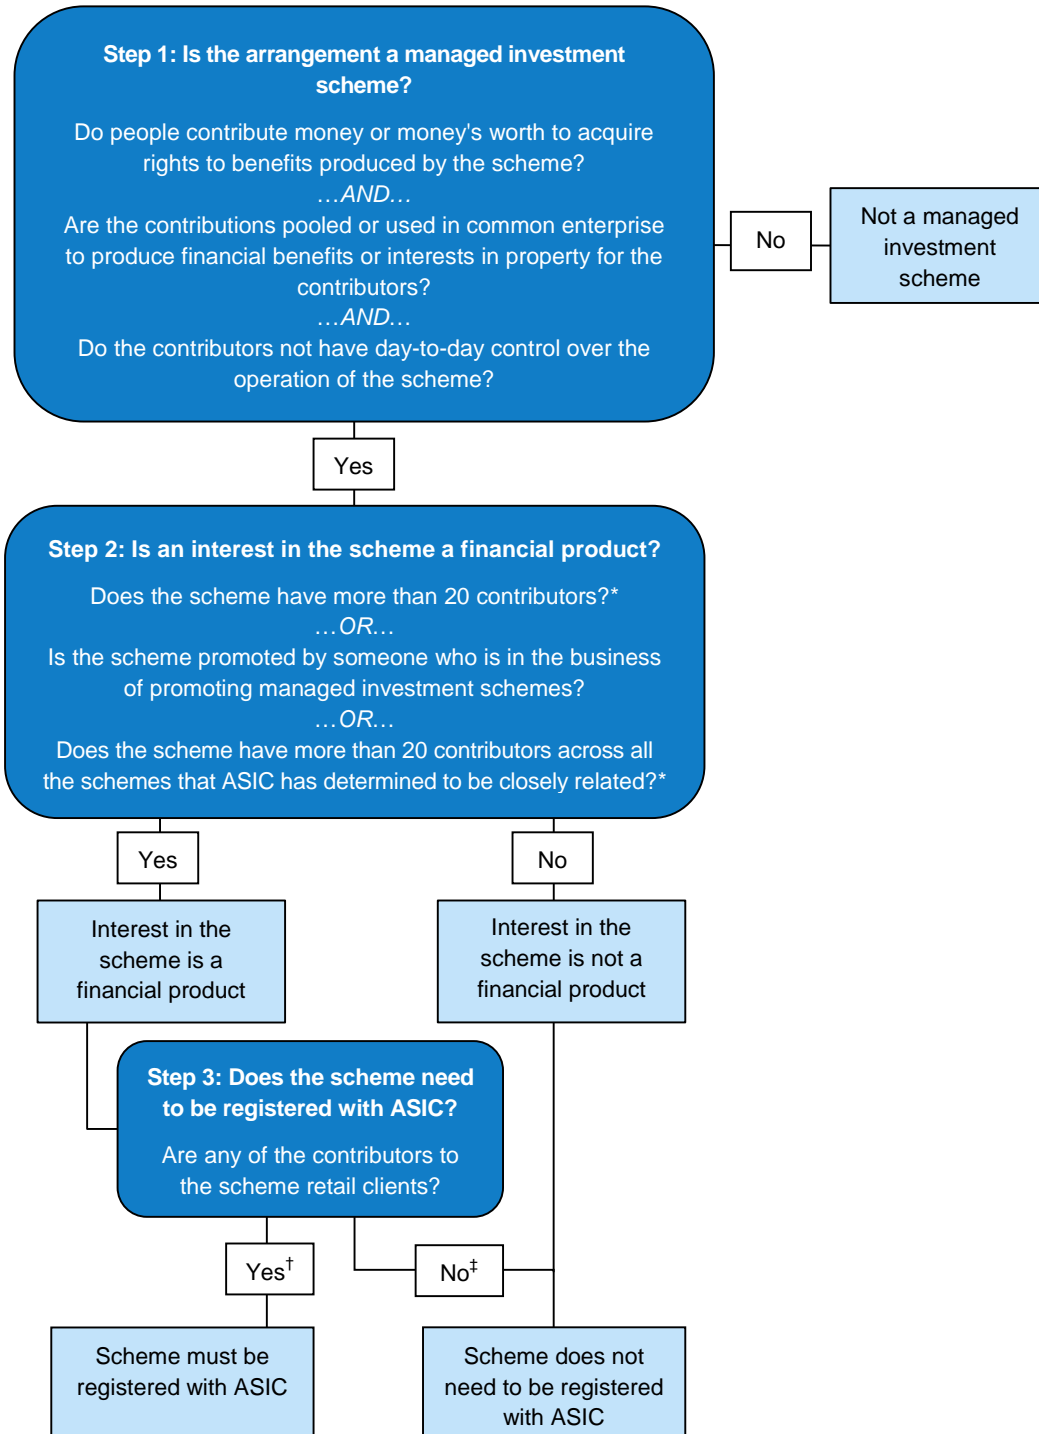 Step 1: Is the arrangement a managed investment
scheme?
Do people contribute money or money's worth to acquire
rights to benefits produced by the scheme?
…AND…
Are the contributions pooled or used in common enterprise
to produce financial benefits or interests in property for the
contributors?
…AND…
Do the contributors not have day-to-day control over the
operation of the scheme?
No
Not a managed
investment
scheme
Yes
Step 2: Is an interest in the scheme a financial product?
Does the scheme have more than 20 contributors?*
…OR…
Is the scheme promoted by someone who is in the business
of promoting managed investment schemes?
…OR…
Does the scheme have more than 20 contributors across all
the schemes that ASIC has determined to be closely related?*
Yes
No
Interest in the
scheme is a
financial product
Interest in the
scheme is not a
financial product
Step 3: Does the scheme need
to be registered with ASIC?
Are any of the contributors to
the scheme retail clients?
Yes†
No‡
Scheme must be
registered with ASIC
Scheme does not
need to be registered
with ASIC